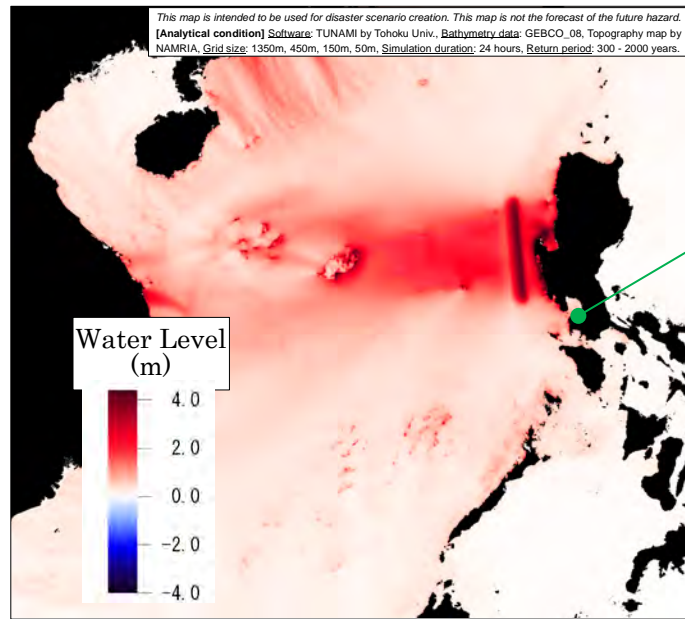 This map is intended to be used for disaster scenario creation. This map is not the forecast of the future hazard.
[Analytical condition] Software: TUNAMI by Tohoku Univ., Bathymetry data: GEBCO_08, Topography map by
NAMRIA, Grid size: 1350m, 450m, 150m, 50m, Simulation duration: 24 hours, Return period: 300 - 2000 years.
Water Level
(m)
4.0
2.0
0.0
-2.0
-4.0